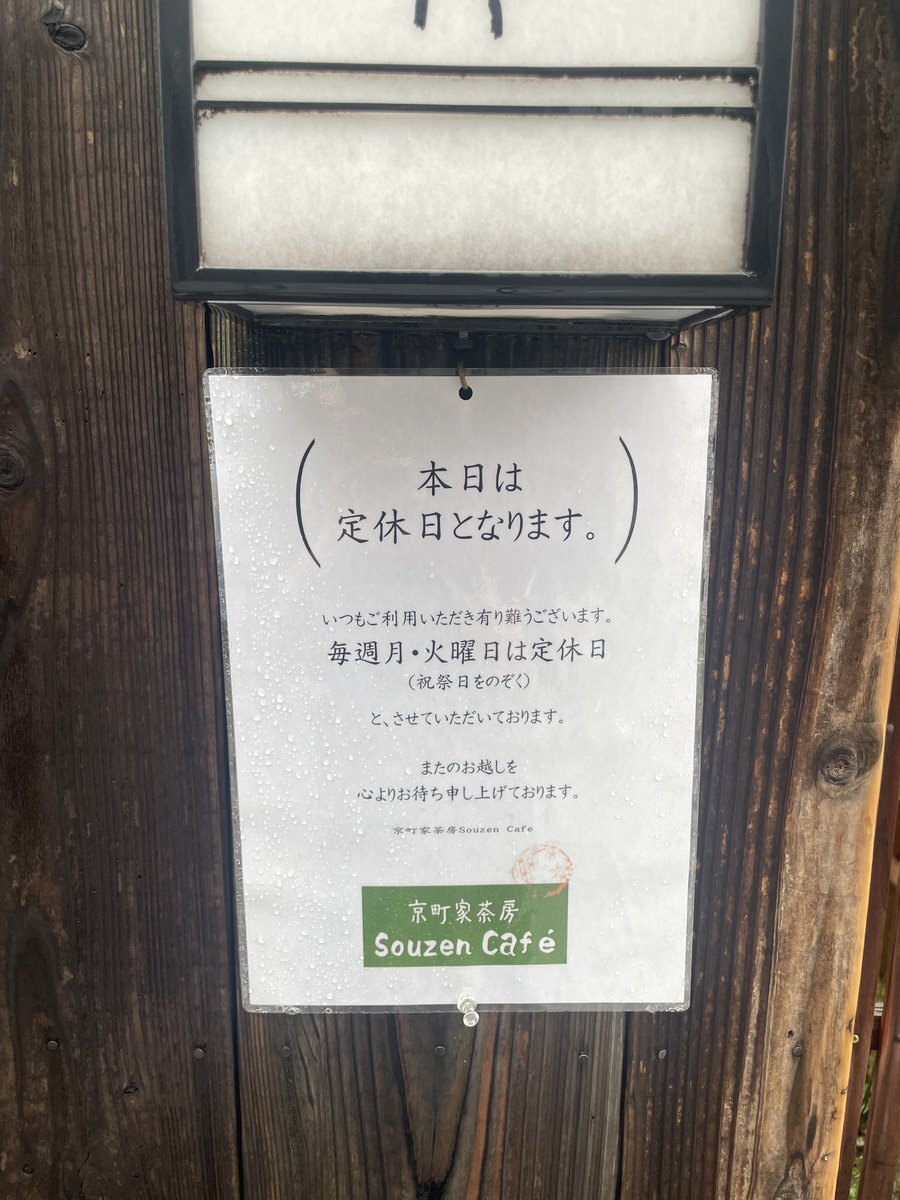 本日は
定休日となります。
いつもご利用いただき有り難うございます。
毎週月・火曜日は定休日
(祝祭日をのぞく)
と、させていただいております。
またのお越しを
心よりお待ち申し上げております。
京町家茶房Souzen Cafe
京町家茶房
Souzen Café